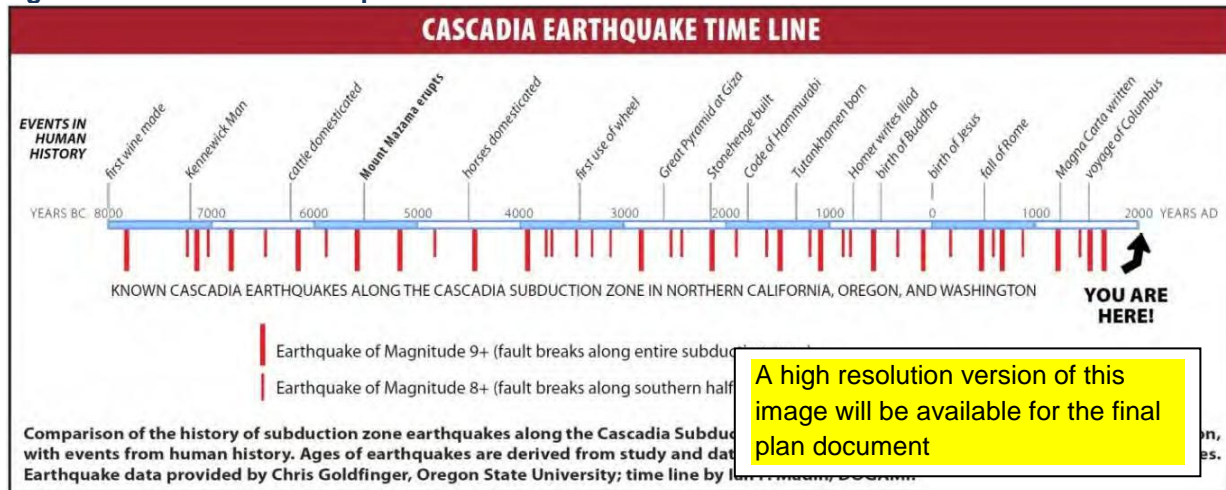 CASCADIA EARTHQUAKE TIME LINE
EVENTS IN
HUMAN
HISTORY
first wine made
Kennewick Man
cattle domesticated
Mount Mazama erupts
horses domesticated
first use of wheel
Great Pyramid at Giza
Stonehenge built
Code of Hammurabi
Tutankhamen born
Homer writes Iliad
birth of Buddha
birth of Jesus
fall of Rome
Magna Carta written
voyage of Columbus
YEARS BC 8000 7000 6000 5000 4000 3000 2000 1000 0 1000 2000 YEARS AD
KNOWN CASCADIA EARTHQUAKES ALONG THE CASCADIA SUBDUCTION ZONE IN NORTHERN CALIFORNIA, OREGON, AND WASHINGTON
YOU ARE
HERE!
Earthquake of Magnitude 9+ (fault breaks along entire
Earthquake of Magnitude 8+ (fault breaks along southern half
A high resolution version of this
image will be available for the final
plan document
Comparison of the history of subduction zone earthquakes along the Cascadia
with events from human history. Ages of earthquakes are derived from study and
Earthquake data provided by Chris Goldfinger, Oregon State University; time line by